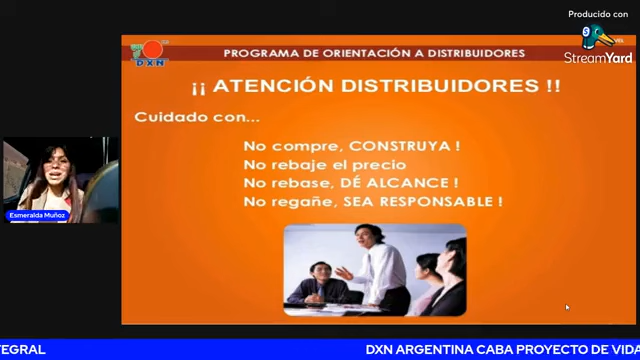 Producido con
StreamYard
DXN
PROGRAMA DE ORIENTACIÓN A DISTRIBUIDORES
¡¡ ATENCIÓN DISTRIBUIDORES !!
Cuidado con...
No compre, CONSTRUYA !
No rebaje el precio
No rebase, DÉ ALCANCE !
No regañe, SEA RESPONSABLE !
Esmeralda Muñoz
TEGRAL
DXN ARGENTINA CABA PROYECTO DE VIDA